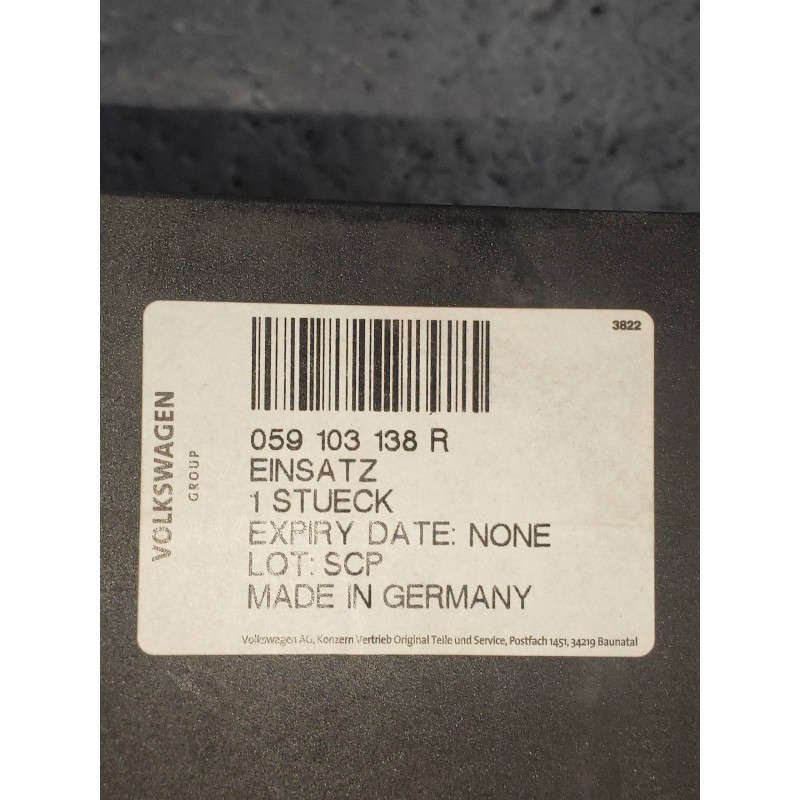 3822
VOLKSWAGEN
GROUP
059 103 138 R
EINSATZ
1 STUECK
EXPIRY DATE: NONE
LOT: SCP
MADE IN GERMANY
Volkswagen AG, Konzern Vertrieb Original Teile und Service, Postfach 1451, 34219 Baunatal